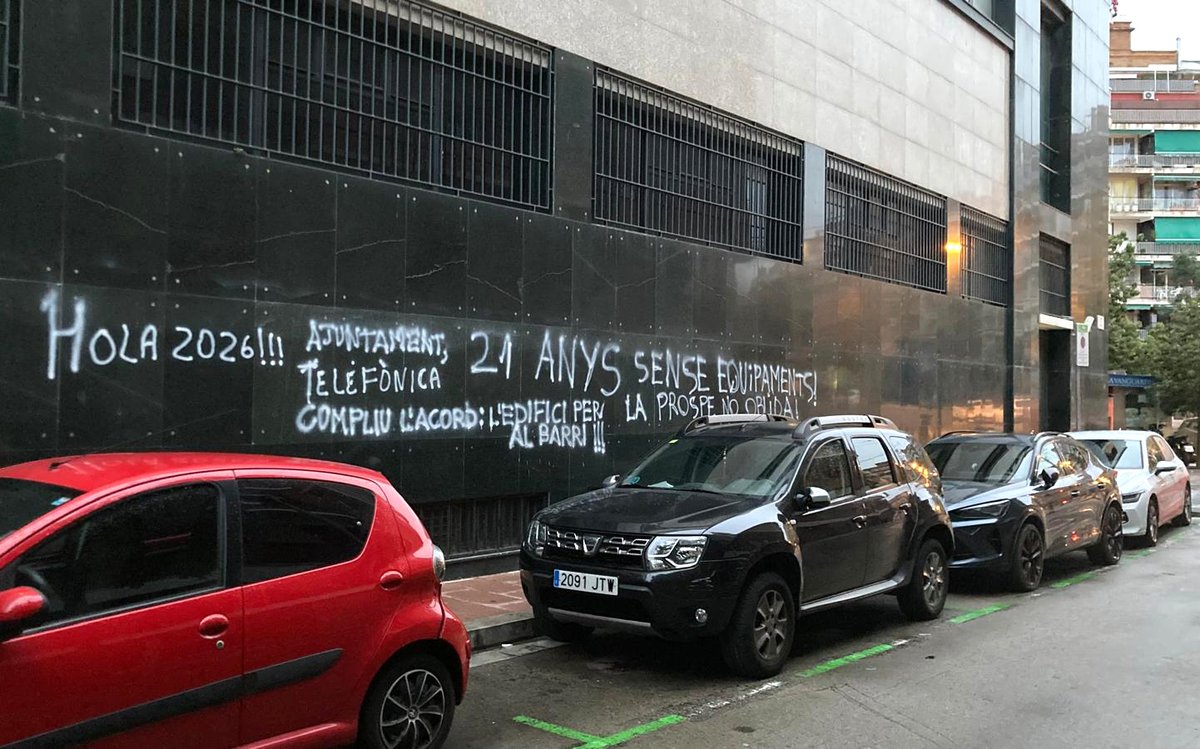 HOLA 2026!!!
AJUNTAMENT,
TELEFÒNICA
COMPLIU L'ACORD: L'EDIFICI PER
AL BARRI !!!
21 ANYS SENSE EQUIPAMENTS!
LA PROSPE NO OBLIDA!
2091 JTW